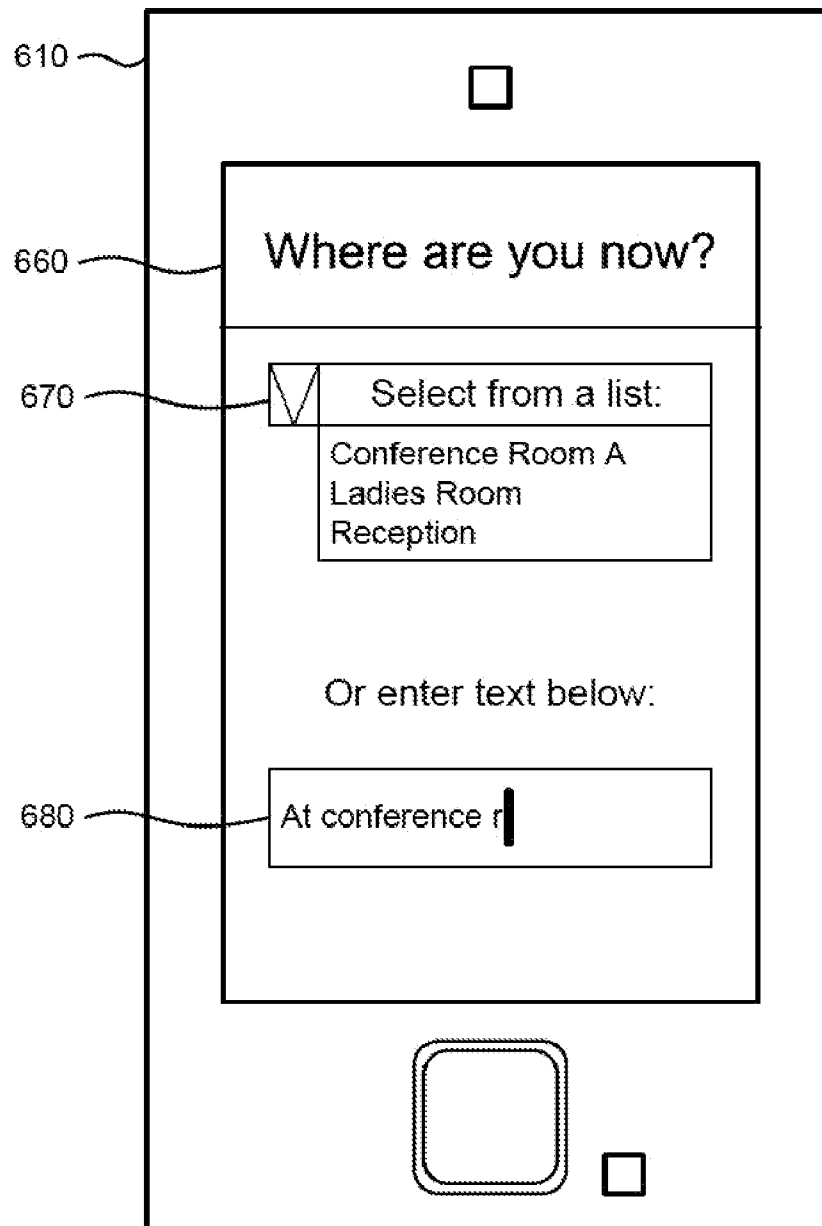 610
660
Where are you now?
670
Select from a list:
Conference Room A
Ladies Room
Reception
Or enter text below:
680
At conference r